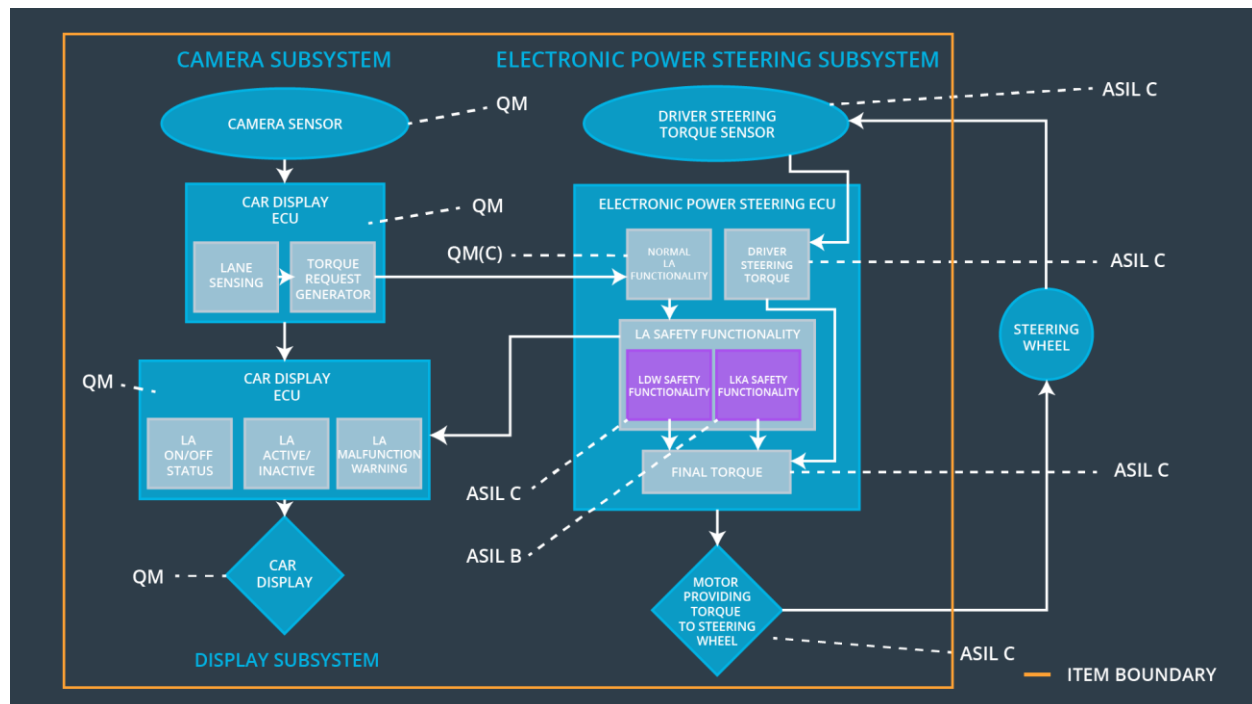 CAMERA SUBSYSTEM
ELECTRONIC POWER STEERING SUBSYSTEM
CAMERA SENSOR
QM
DRIVER STEERING
TORQUE SENSOR
ASIL C
CAR DISPLAY
ECU
QM
LANE
SENSING
TORQUE
REQUEST
GENERATOR
ELECTRONIC POWER STEERING ECU
QM(C)
NORMAL
LA
FUNCTIONALITY
DRIVER
STEERING
TORQUE
ASIL C
LA SAFETY FUNCTIONALITY
LDW SAFETY
FUNCTIONALITY
LKA SAFETY
FUNCTIONALITY
STEERING
WHEEL
QM
CAR DISPLAY
ECU
LA
ON/OFF
STATUS
LA
ACTIVE/
INACTIVE
LA
MALFUNCTION
WARNING
FINAL TORQUE
ASIL C
ASIL C
ASIL B
QM
CAR
DISPLAY
MOTOR
PROVIDING
TORQUE
TO STEERING
WHEEL
ASIL C
DISPLAY SUBSYSTEM
ITEM BOUNDARY